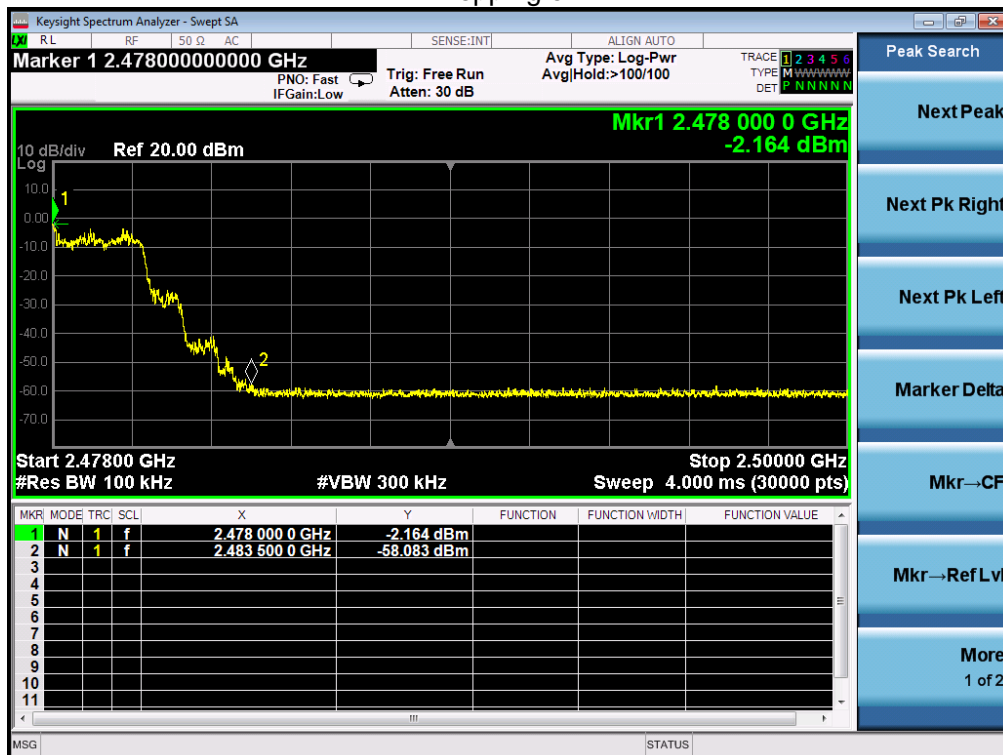 Keysight Spectrum Analyzer - Swept SA
LXI RL RF 50 Ω AC SENSE:INT ALIGN AUTO
Marker 1 2.478000000000 GHz
PNO: Fast
IFGain:Low
Trig: Free Run
Atten: 30 dB
Avg Type: Log-Pwr
Avg|Hold:>100/100
TRACE 1 2 3 4 5 6
TYPE M WWWWW
DET P N N N N N
Mkr1 2.478 000 0 GHz
-2.164 dBm
10 dB/div Ref 20.00 dBm
Log
10.0
0.00
-10.0
-20.0
-30.0
-40.0
-50.0
-60.0
-70.0
1
2
Start 2.47800 GHz Stop 2.50000 GHz
#Res BW 100 kHz #VBW 300 kHz Sweep 4.000 ms (30000 pts)
MKR MODE TRC SCL X Y FUNCTION FUNCTION WIDTH FUNCTION VALUE
1 N 1 f 2.478 000 0 GHz -2.164 dBm
2 N 1 f 2.483 500 0 GHz -58.083 dBm
3
4
5
6
7
8
9
10
11
MSG STATUS
Peak Search
Next Peak
Next Pk Right
Next Pk Left
Marker Delta
Mkr→CF
Mkr→Ref Lvl
More
1 of 2